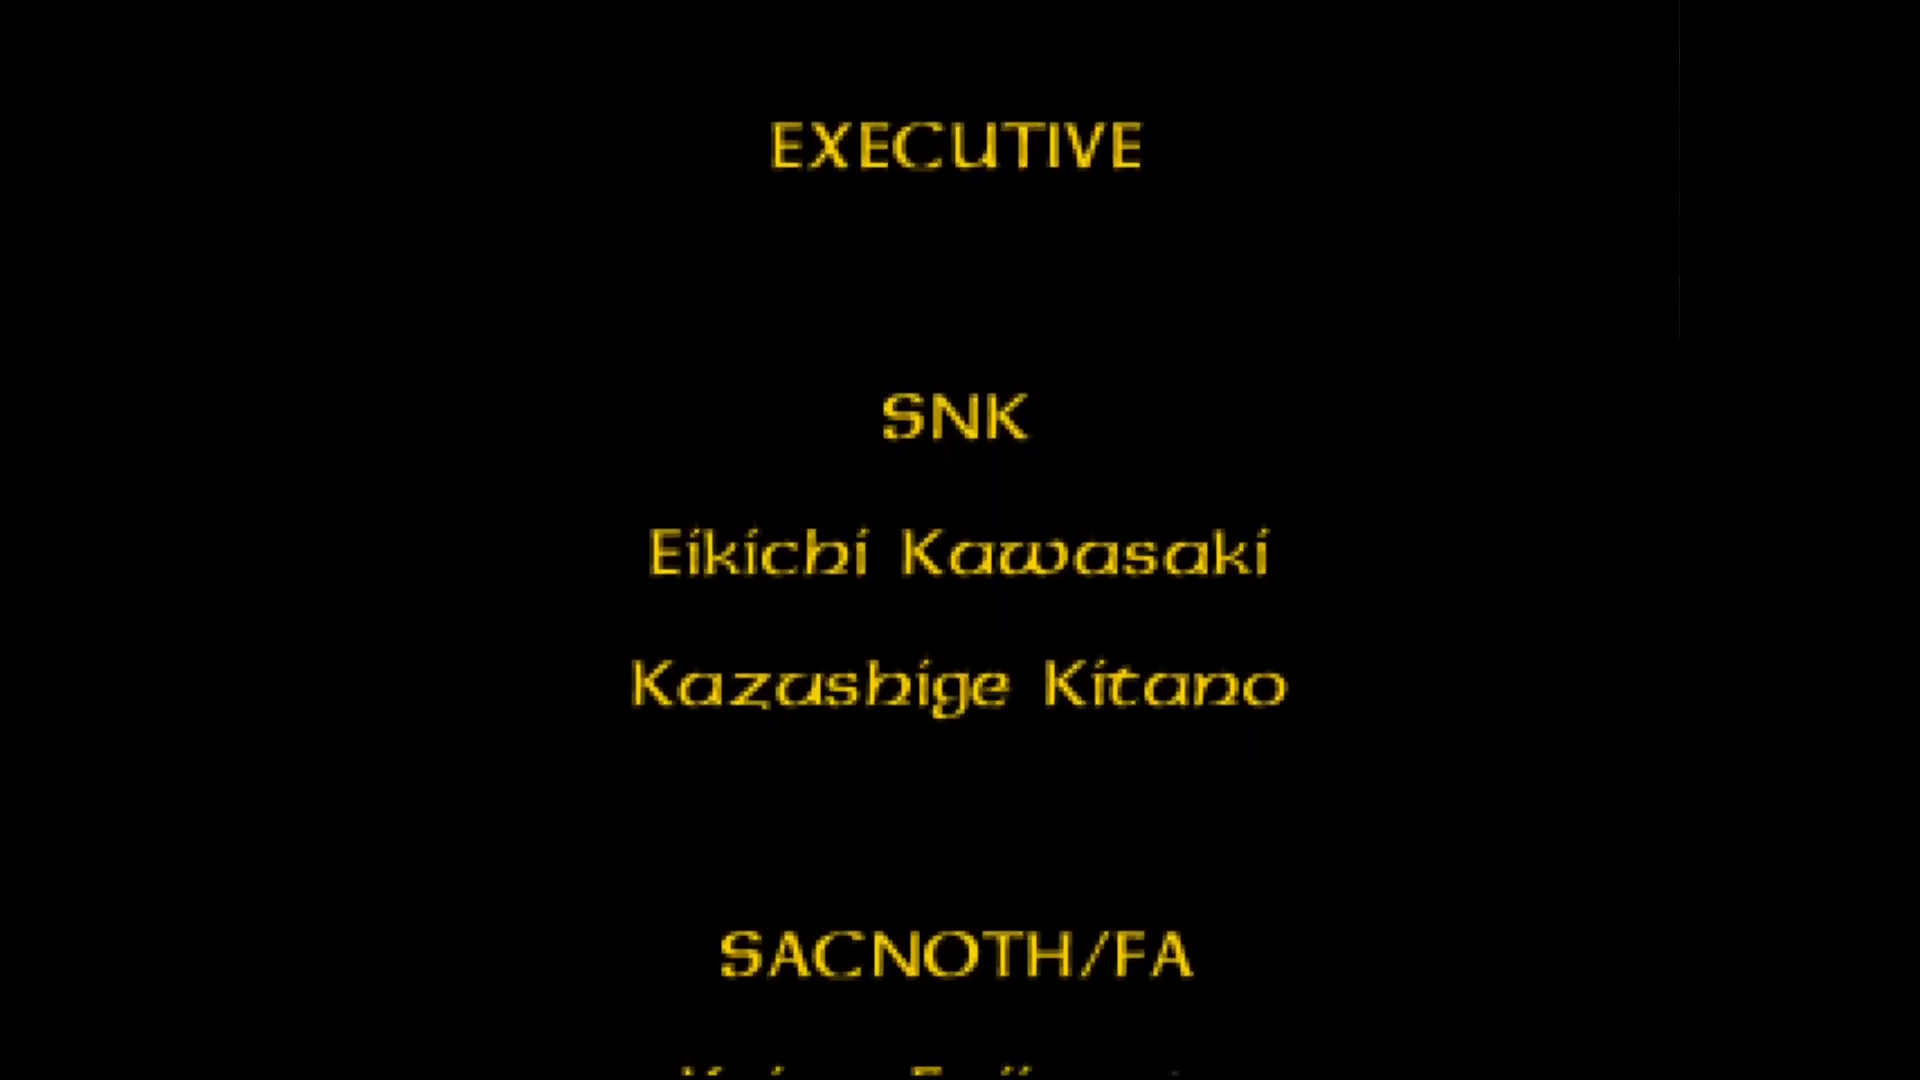 EXECUTIVE
SNK
Eikichi Kawasaki
Kazushige Kitano
SACNOTH/FA